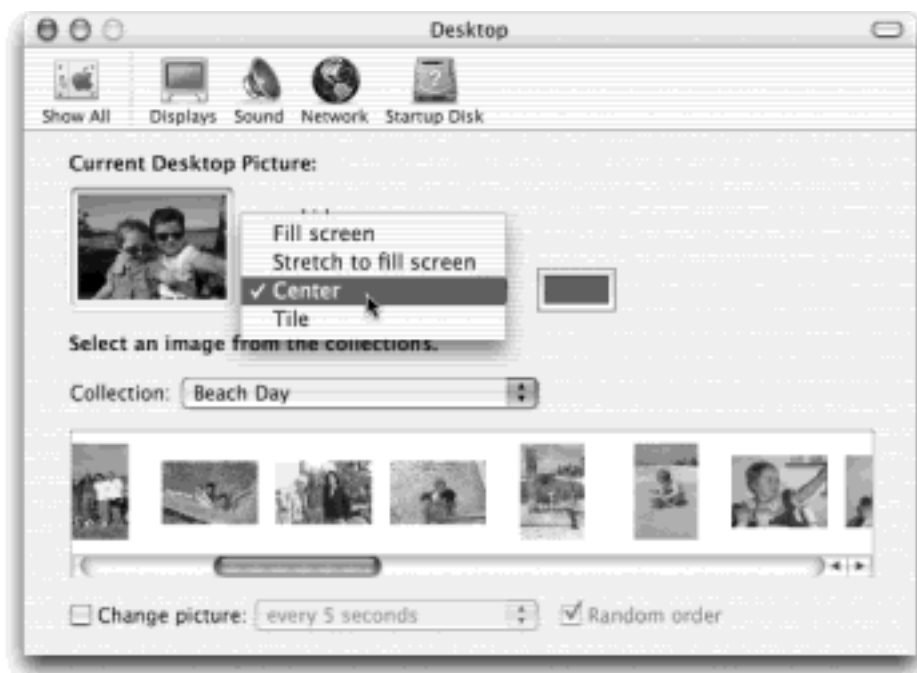 Desktop
Show All Displays Sound Network Startup Disk
Current Desktop Picture:
Fill screen
Stretch to fill screen
✓ Center
Tile
Select an image from the collections.
Collection: Beach Day
Change picture: every 5 seconds Random order